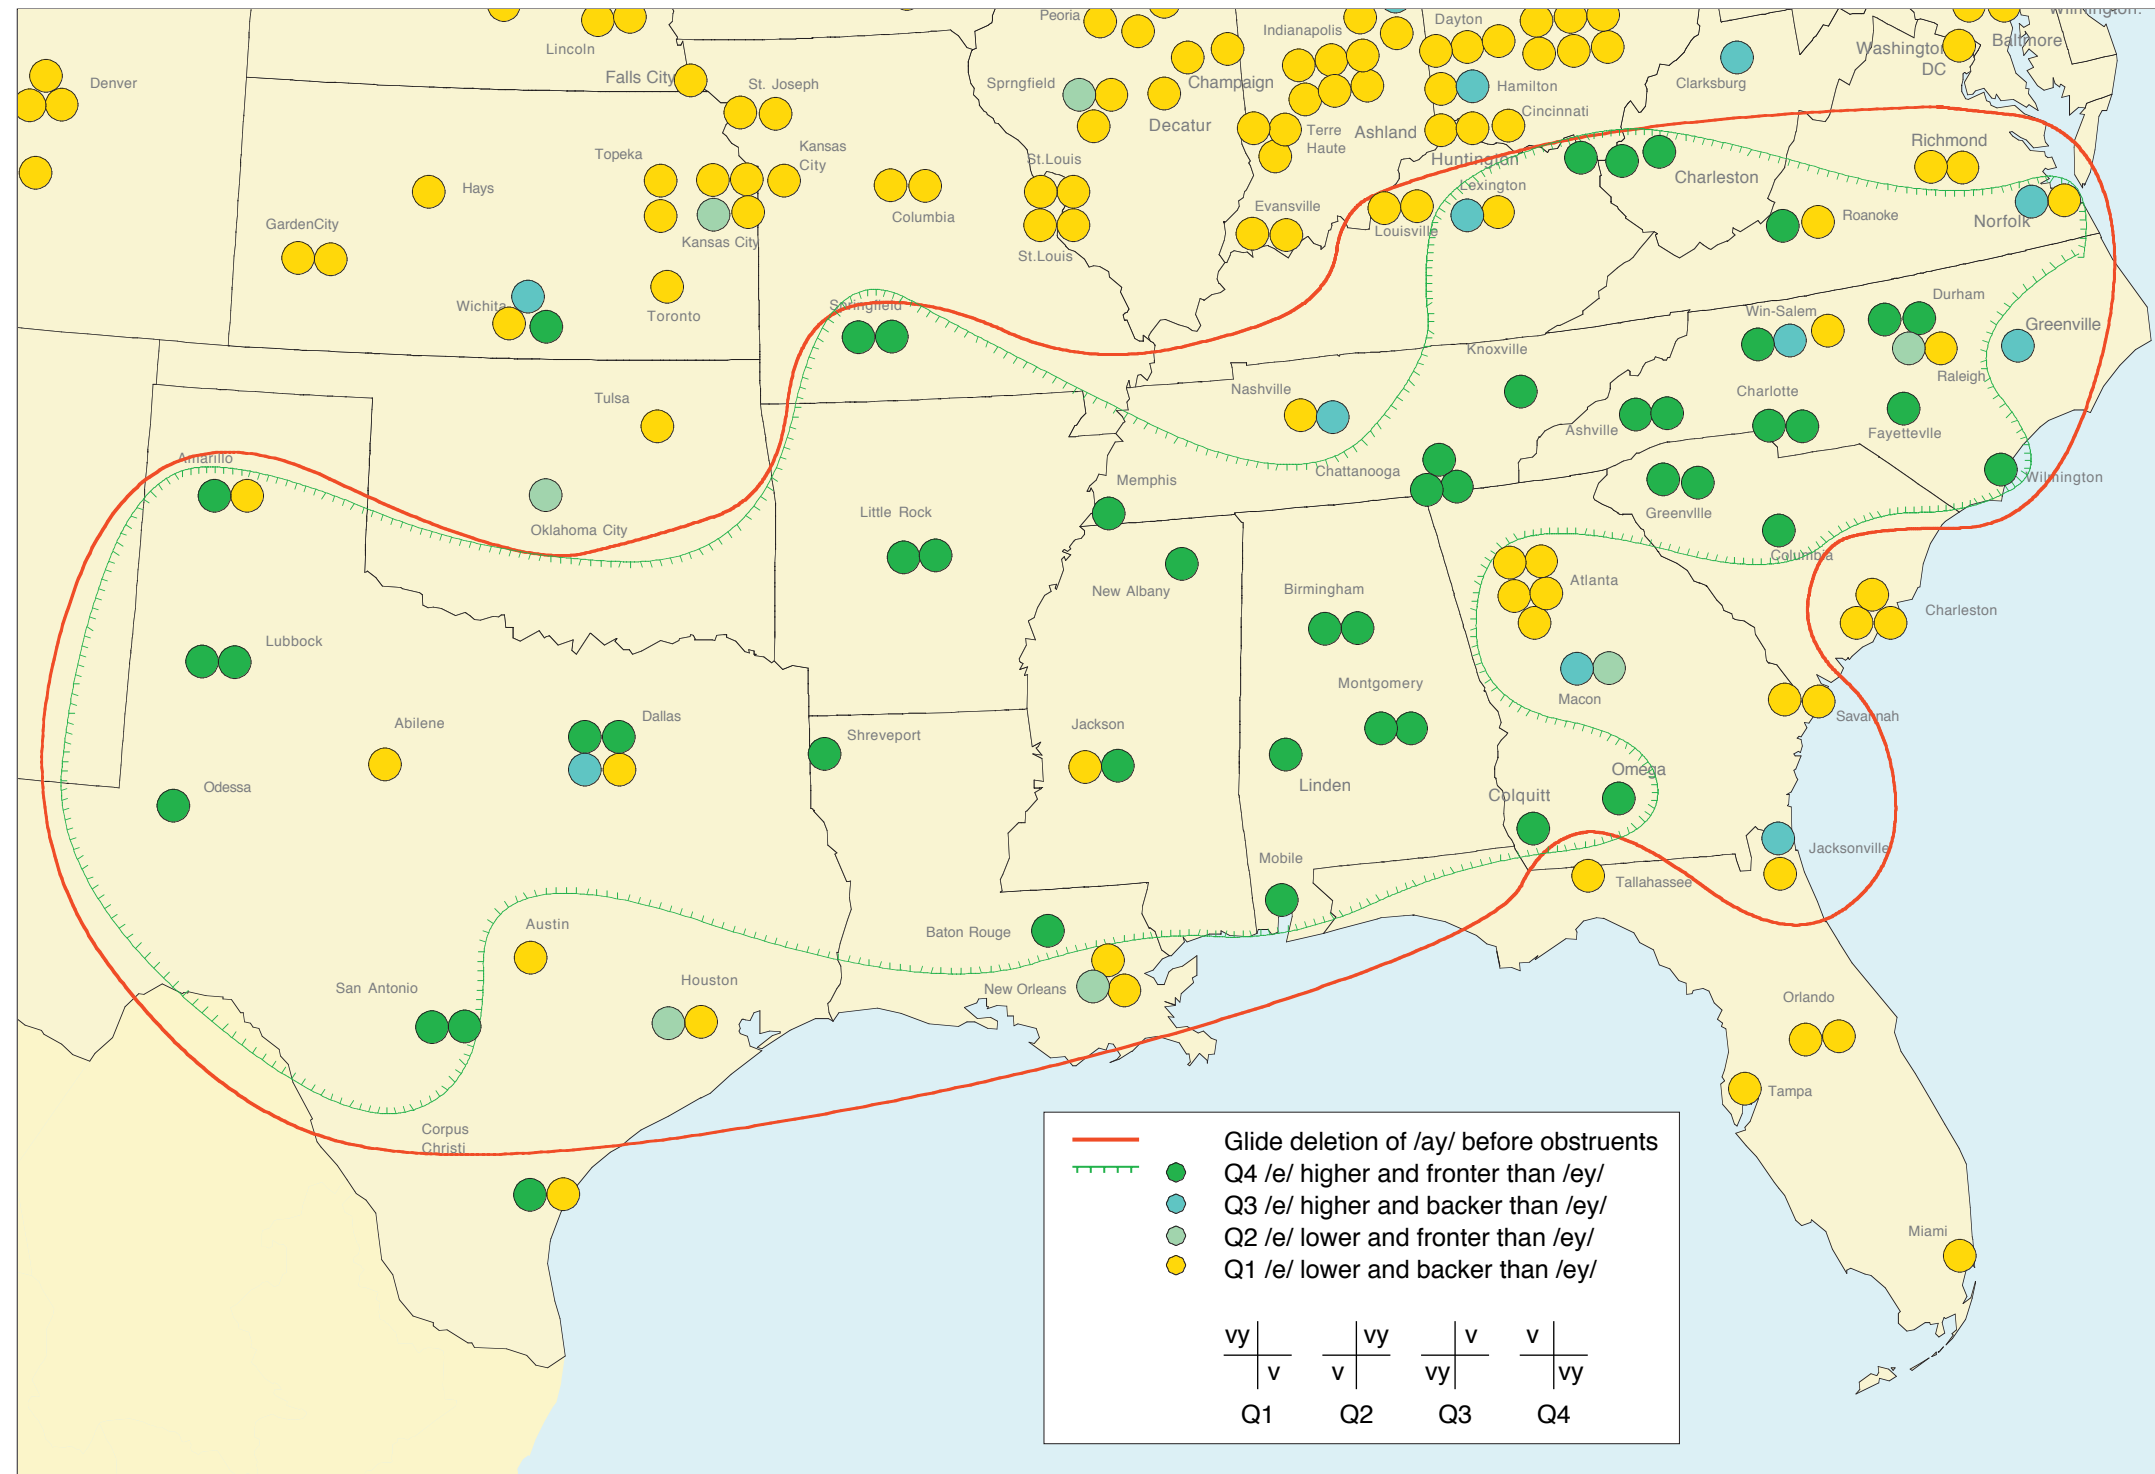 Wilmington.
Peoria
Indianapolis
Dayton
Lincoln
Washington
DC
Baltimore
Denver
Falls City
St. Joseph
Sprngfield
Champaign
Hamilton
Clarksburg
Decatur
Terre
Haute
Ashland
Cincinnati
Topeka
Kansas
City
St.Louis
Huntington
Richmond
Hays
Columbia
Lexington
Charleston
GardenCity
Kansas City
St.Louis
Evansville
Louisville
Roanoke
Norfolk
Wichita
Toronto
Springfield
Win-Salem
Durham
Greenville
Knoxville
Raleigh
Tulsa
Nashville
Charlotte
Ashville
Fayettevlle
Amarillo
Chattanooga
Memphis
Wilmington
Oklahoma City
Little Rock
Greenvllle
Columbia
New Albany
Birmingham
Atlanta
Charleston
Lubbock
Montgomery
Macon
Savannah
Abilene
Dallas
Shreveport
Jackson
Odessa
Linden
Colquitt
Omega
Mobile
Jacksonville
Tallahassee
Austin
Baton Rouge
San Antonio
Houston
New Orleans
Orlando
Tampa
Corpus
Christi
Miami
Glide deletion of /ay/ before obstruents
Q4 /e/ higher and fronter than /ey/
Q3 /e/ higher and backer than /ey/
Q2 /e/ lower and fronter than /ey/
Q1 /e/ lower and backer than /ey/
vy vy v v
v v vy vy
Q1 Q2 Q3 Q4